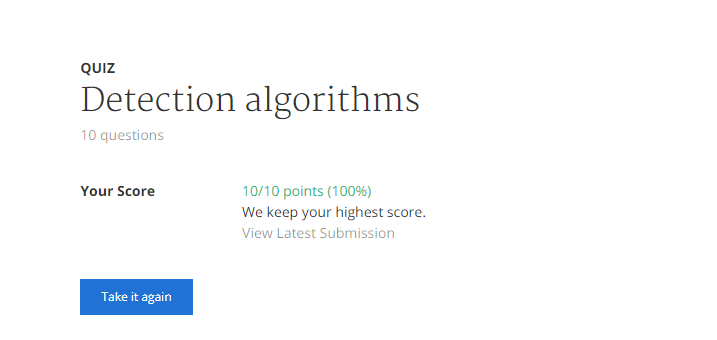 QUIZ
Detection algorithms
10 questions
Your Score 10/10 points (100%)
We keep your highest score.
View Latest Submission
Take it again